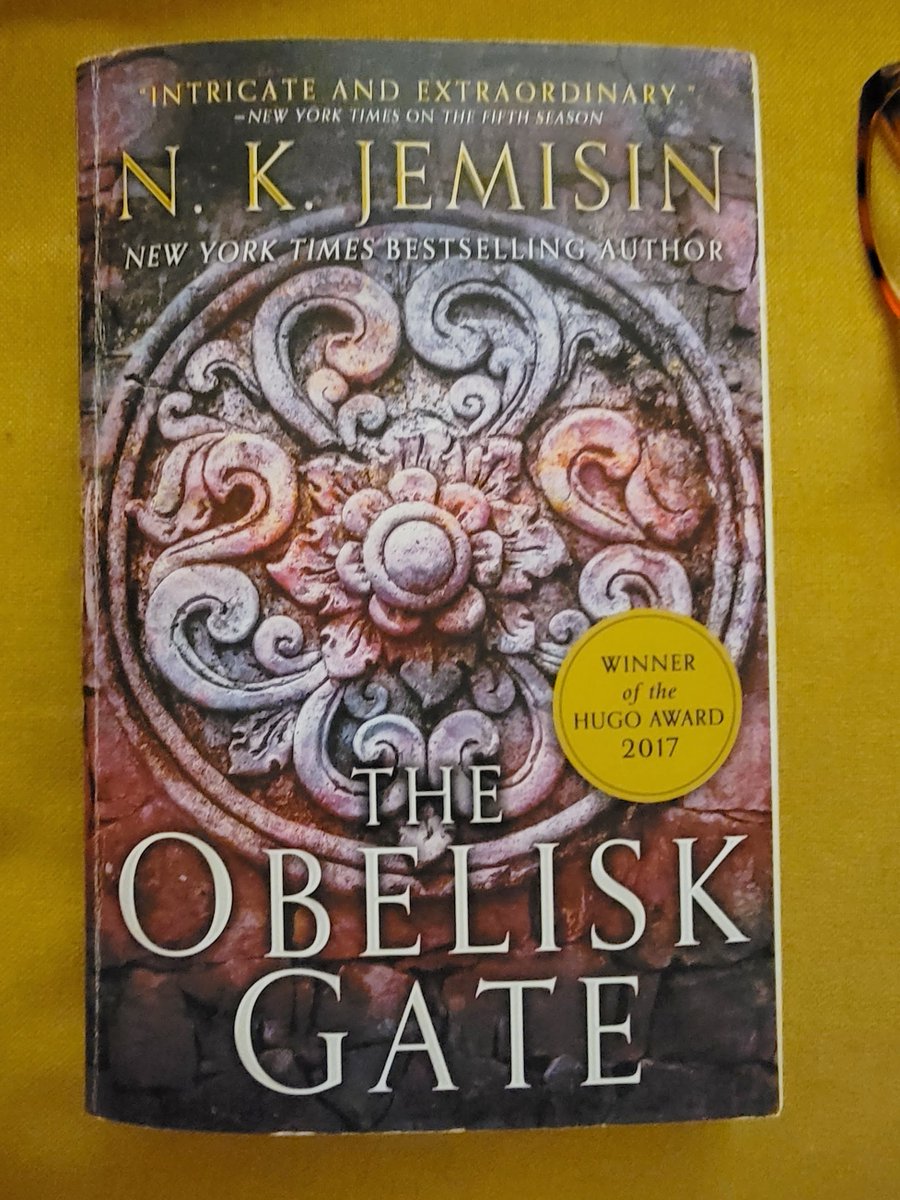 "INTRICATE AND EXTRAORDINARY."
—NEW YORK TIMES ON THE FIFTH SEASON
N. K. JEMISIN
NEW YORK TIMES BESTSELLING AUTHOR
WINNER
of the
HUGO AWARD
2017
THE
OBELISK
GATE